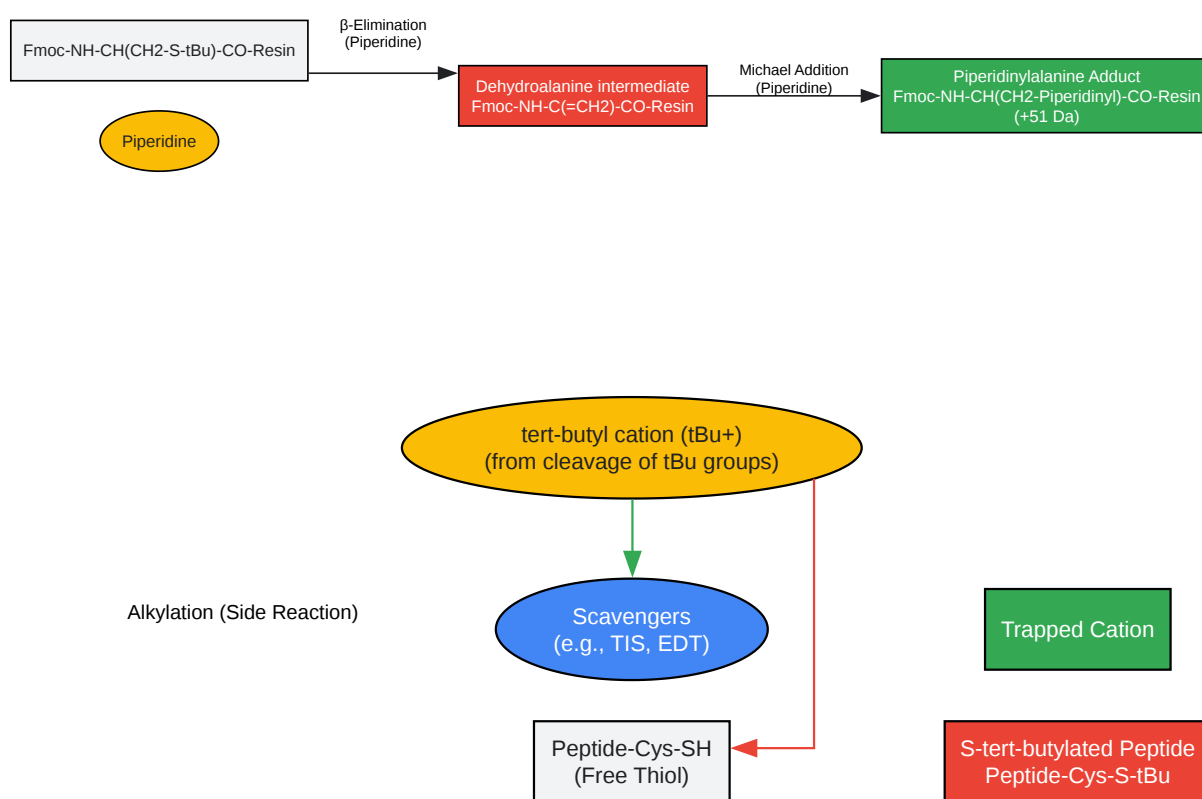 Fmoc-NH-CH(CH2-S-tBu)-CO-Resin
β-Elimination
(Piperidine)
Dehydroalanine intermediate
Fmoc-NH-C(=CH2)-CO-Resin
Michael Addition
(Piperidine)
Piperidinylalanine Adduct
Fmoc-NH-CH(CH2-Piperidinyl)-CO-Resin
(+51 Da)
Piperidine
tert-butyl cation (tBu+)
(from cleavage of tBu groups)
Alkylation (Side Reaction)
Scavengers
(e.g., TIS, EDT)
Trapped Cation
Peptide-Cys-SH
(Free Thiol)
S-tert-butylated Peptide
Peptide-Cys-S-tBu